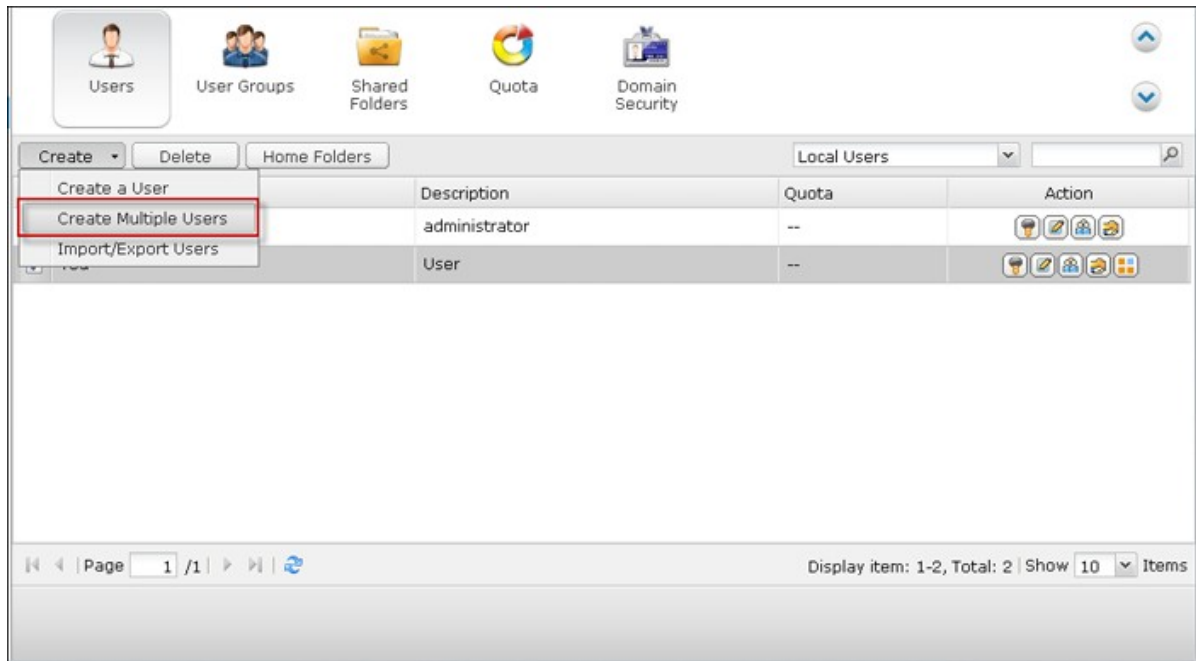 Users User Groups Shared Folders Quota Domain Security
Create Delete Home Folders Local Users
Create a User Description Quota Action
Create Multiple Users administrator --
Import/Export Users
User --
Page 1 /1 Display item: 1-2, Total: 2 Show 10 Items